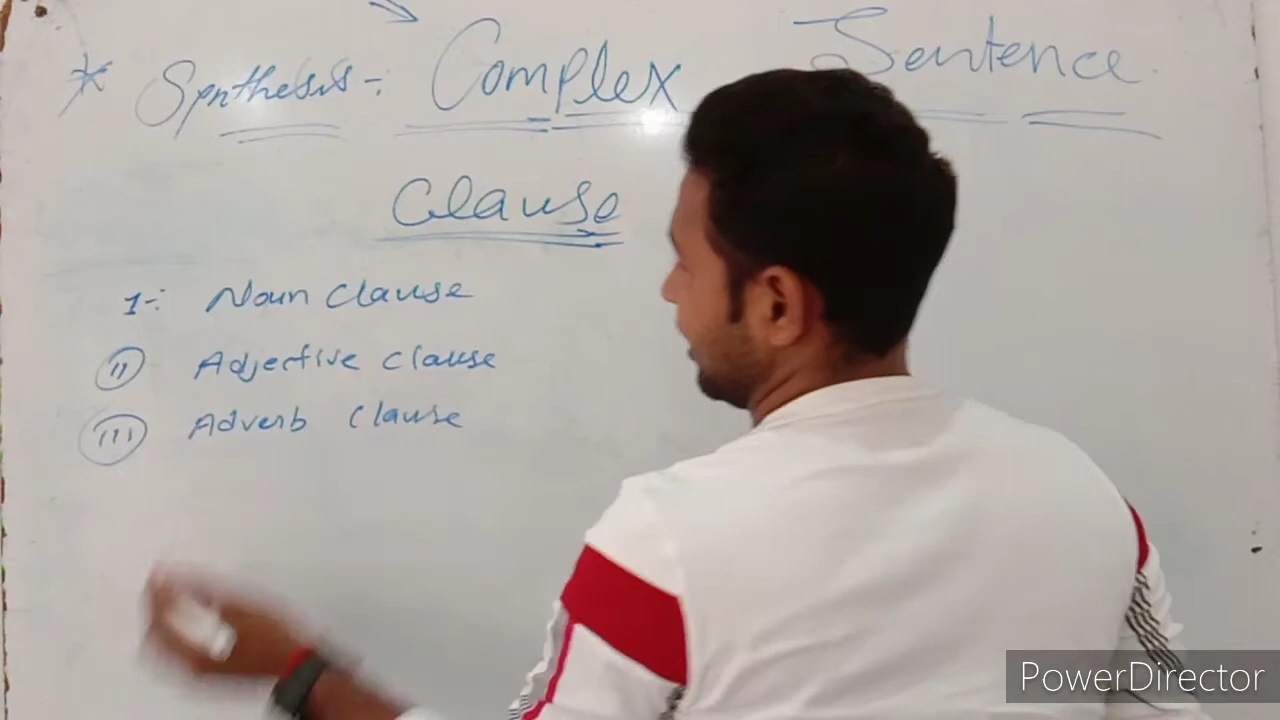 * Synthesis -: Complex Sentence.
Clause
1-: Noun Clause
(II) Adjective Clause
(III) Adverb Clause
PowerDirector